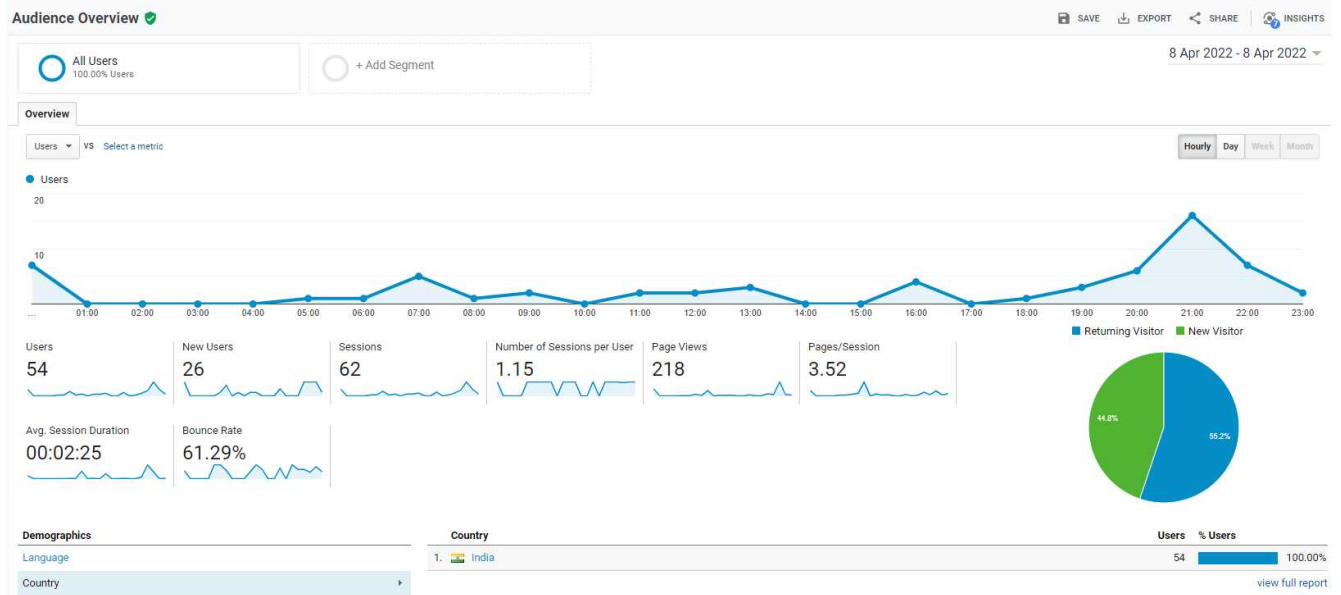 Audience Overview
SAVE EXPORT SHARE INSIGHTS
7
All Users
100.00% Users
+ Add Segment
8 Apr 2022 - 8 Apr 2022
Overview
Users VS Select a metric
Hourly Day Week Month
Users
20
10
... 01:00 02:00 03:00 04:00 05:00 06:00 07:00 08:00 09:00 10:00 11:00 12:00 13:00 14:00 15:00 16:00 17:00 18:00 19:00 20:00 21:00 22:00 23:00
Returning Visitor New Visitor
Users New Users Sessions Number of Sessions per User Page Views Pages/Session
54 26 62 1.15 218 3.52
44.8%
55.2%
Avg. Session Duration Bounce Rate
00:02:25 61.29%
Demographics Country Users % Users
Language 1. India 54 100.00%
Country view full report